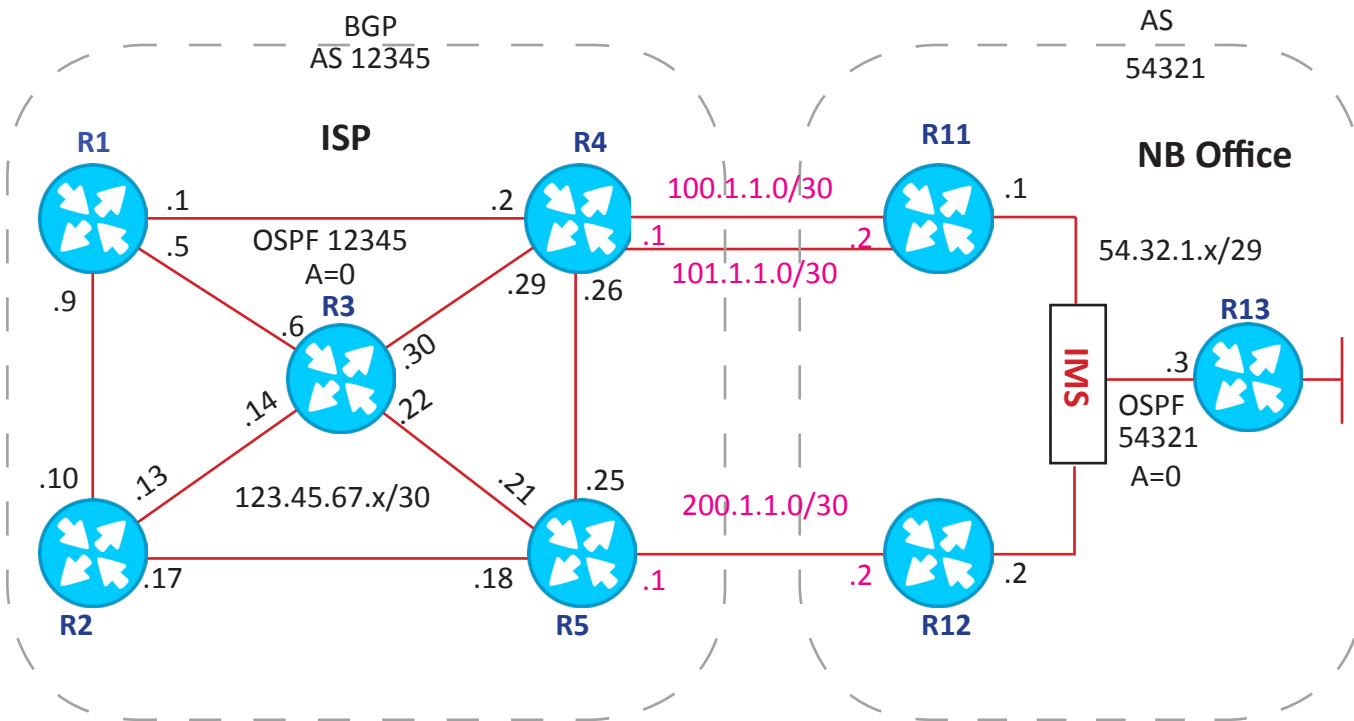 BGP
AS 12345
AS
54321
ISP
NB Office
R1
R4
R11
.1
.2
100.1.1.0/30
.1
.5
OSPF 12345
A=0
.1
.2
101.1.1.0/30
54.32.1.x/29
.9
R3
.29
.26
.6
.30
R13
IMS
.3
.14
.22
OSPF
54321
A=0
.10
.13
123.45.67.x/30
.21
.25
200.1.1.0/30
.17
.18
.1
.2
.2
R2
R5
R12